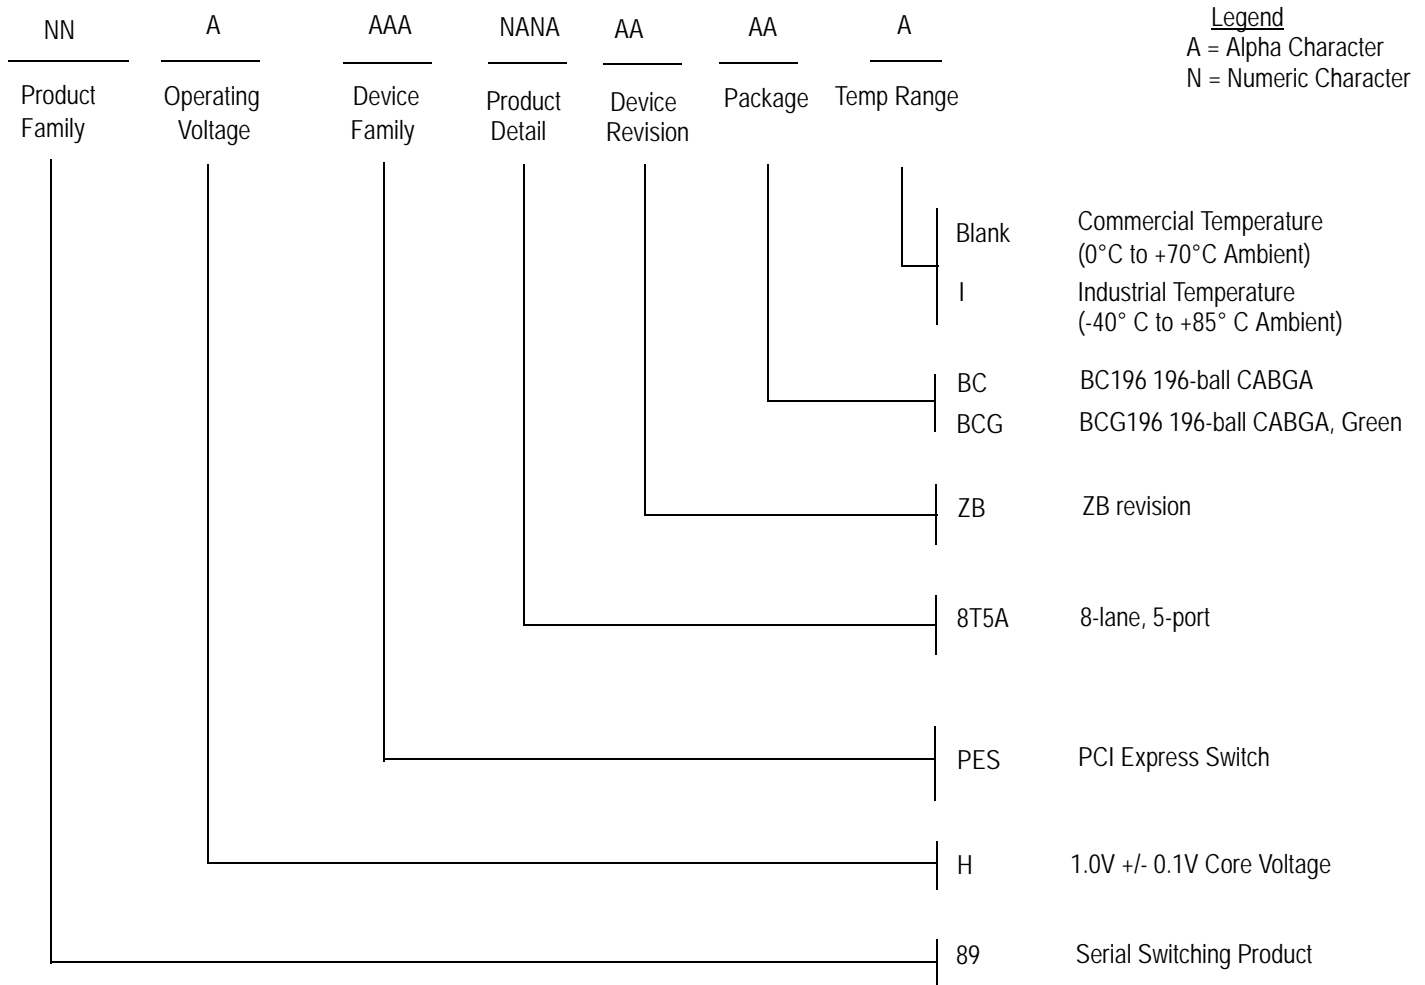 NN A AAA NANA AA AA A
Legend
A = Alpha Character
N = Numeric Character
Product Family
Operating Voltage
Device Family
Product Detail
Device Revision
Package
Temp Range
Blank Commercial Temperature
(0°C to +70°C Ambient)
I Industrial Temperature
(-40° C to +85° C Ambient)
BC BC196 196-ball CABGA
BCG BCG196 196-ball CABGA, Green
ZB ZB revision
8T5A 8-lane, 5-port
PES PCI Express Switch
H 1.0V +/- 0.1V Core Voltage
89 Serial Switching Product